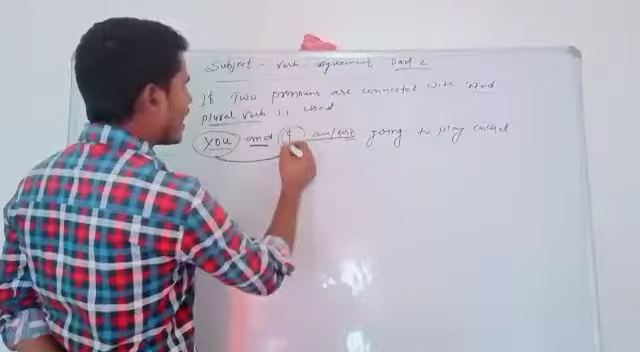 Subject - Verb Agreement Part 2
If Two pronouns are connected with And
plural verb is used
You and I am/are going to play carrod